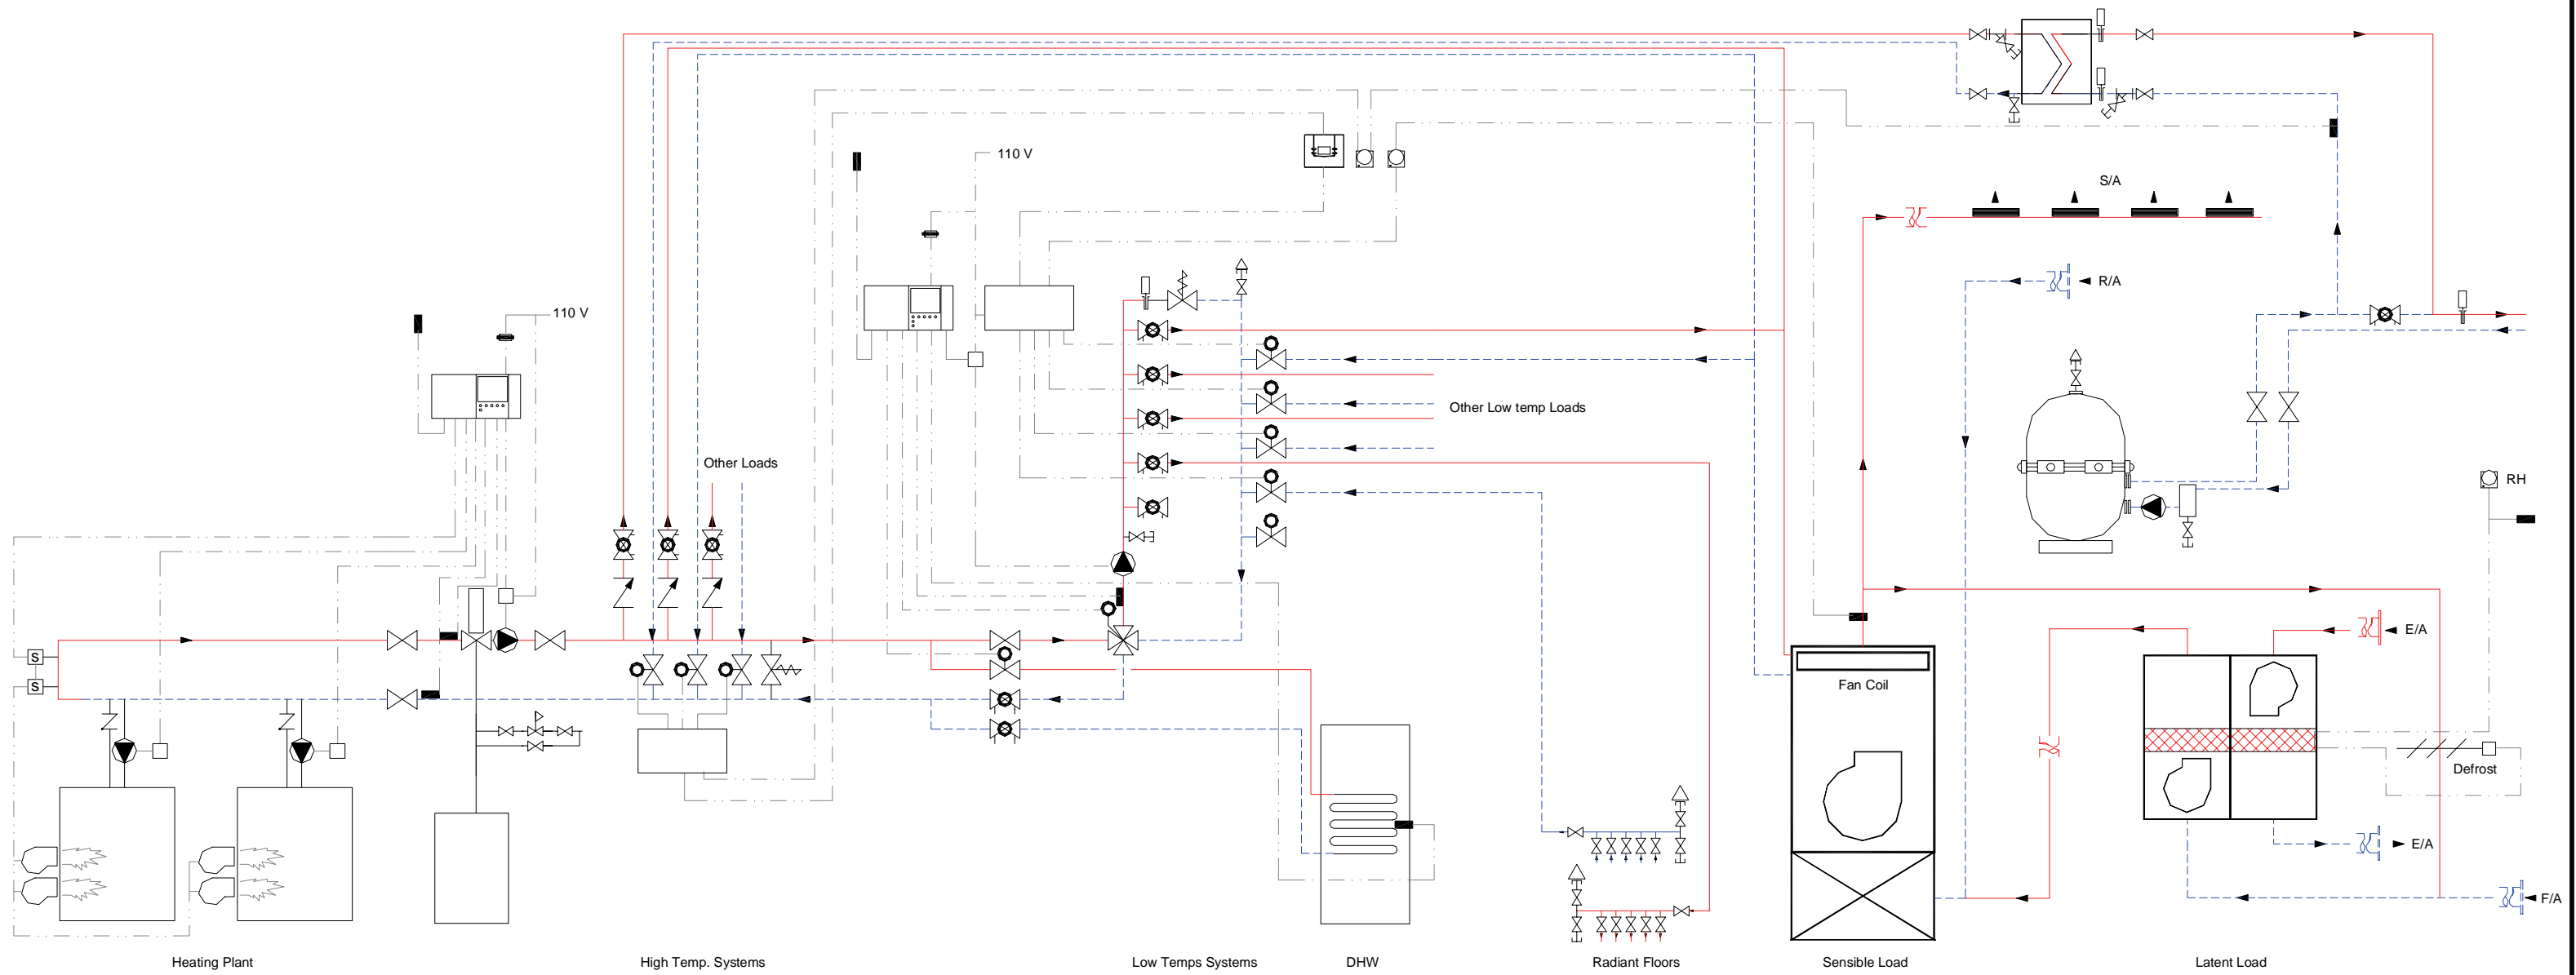 110 V
S/A
R/A
110 V
Other Low temp Loads
Other Loads
RH
E/A
S
S
Fan Coil
Defrost
E/A
F/A
Heating Plant
High Temp. Systems
Low Temps Systems
DHW
Radiant Floors
Sensible Load
Latent Load